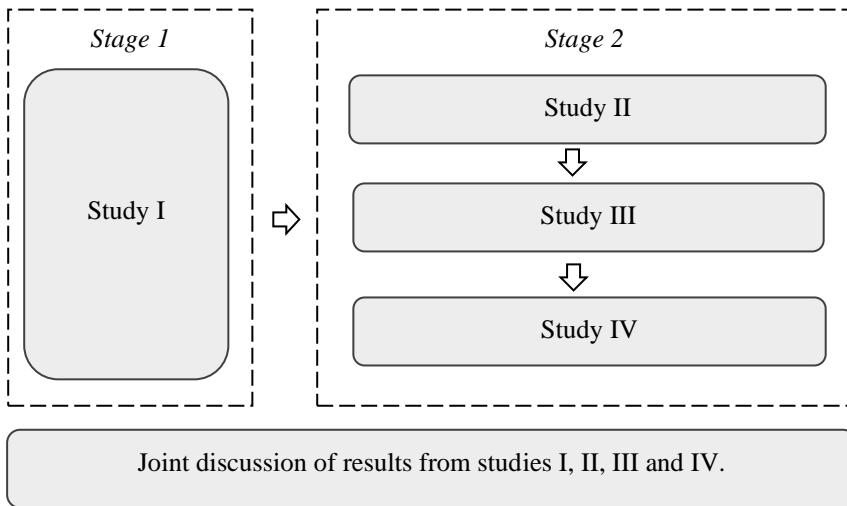 Stage 1
Study I
Stage 2
Study II
Study III
Study IV
Joint discussion of results from studies I, II, III and IV.